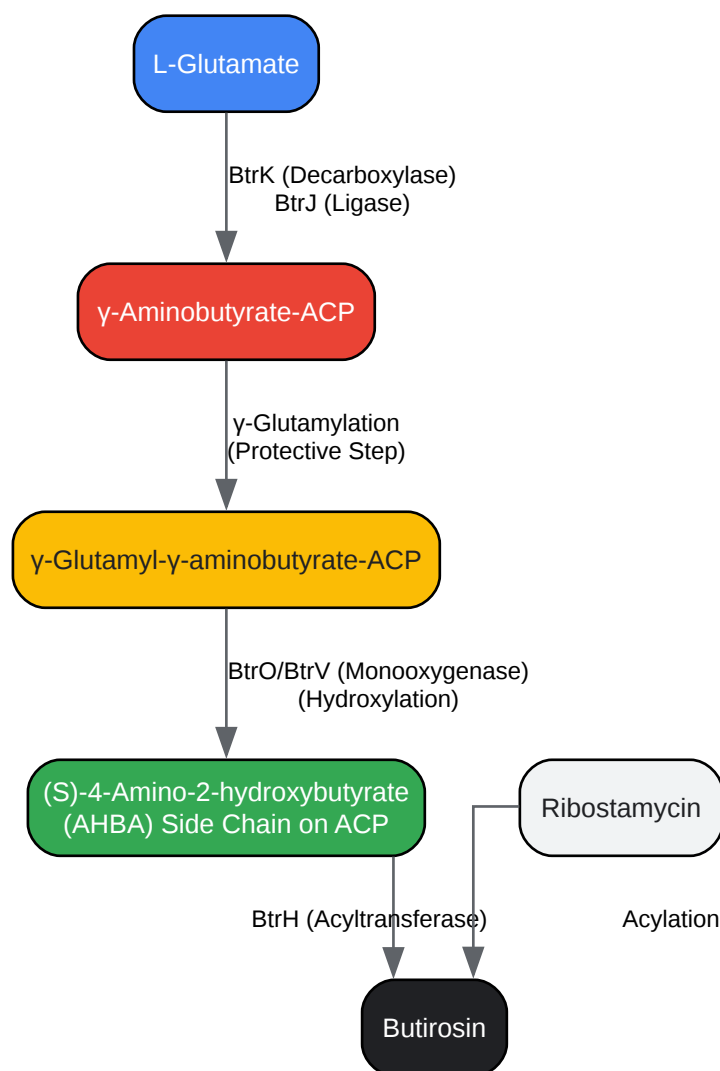 L-Glutamate
BtrK (Decarboxylase)
BtrJ (Ligase)
γ-Aminobutyrate-ACP
γ-Glutamylation
(Protective Step)
γ-Glutamyl-γ-aminobutyrate-ACP
BtrO/BtrV (Monooxygenase)
(Hydroxylation)
(S)-4-Amino-2-hydroxybutyrate
(AHBA) Side Chain on ACP
Ribostamycin
BtrH (Acyltransferase)
Acylation
Butirosin